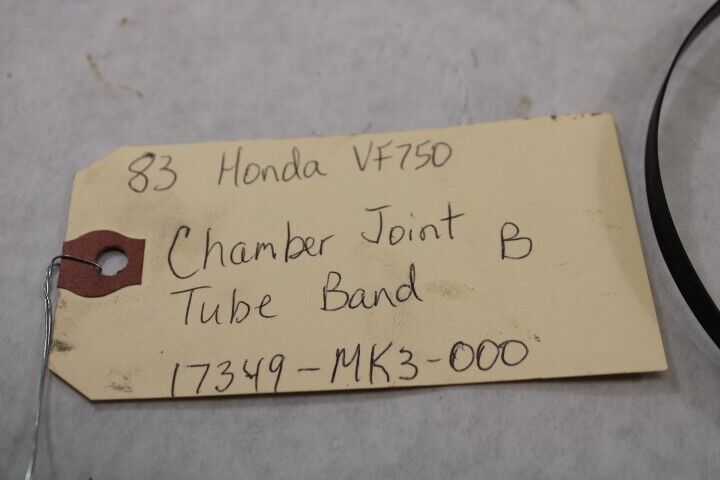 83 Honda VF750
Chamber Joint B
Tube Band
17349-MK3-000